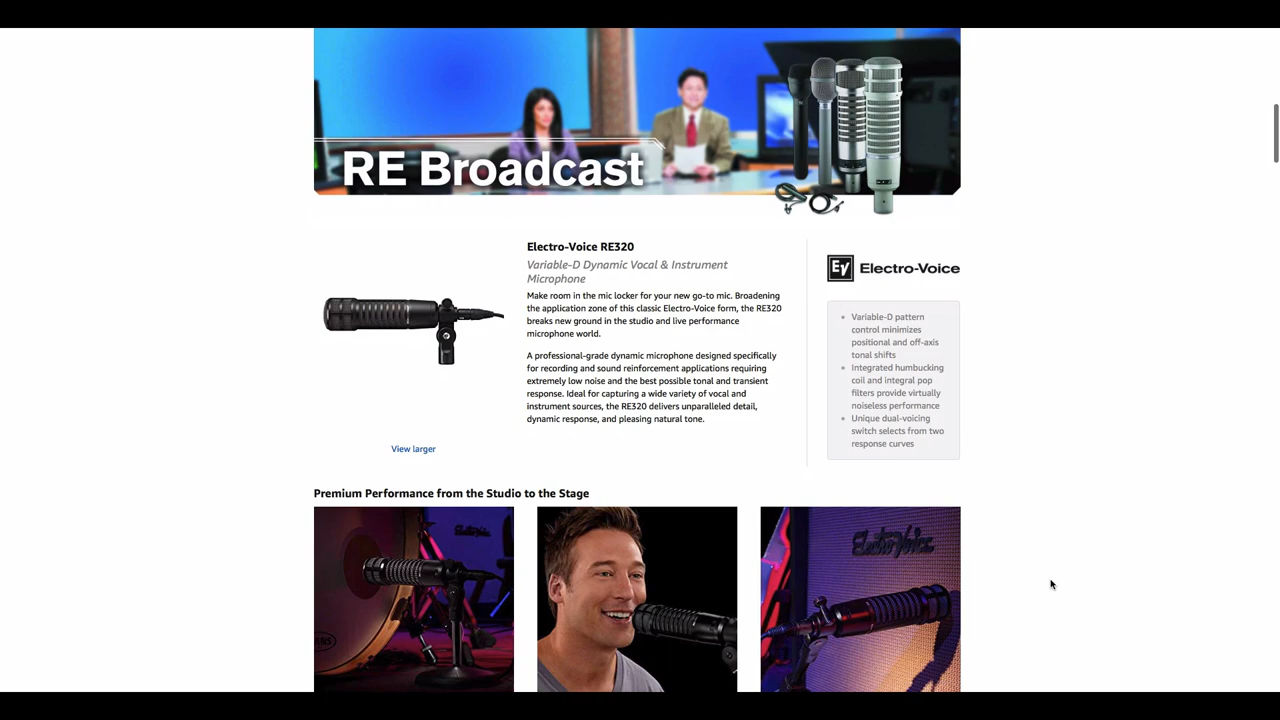 RE Broadcast
Electro-Voice RE320
Variable-D Dynamic Vocal & Instrument
Microphone
Make room in the mic locker for your new go-to mic. Broadening
the application zone of this classic Electro-Voice form, the RE320
breaks new ground in the studio and live performance
microphone world.
A professional-grade dynamic microphone designed specifically
for recording and sound reinforcement applications requiring
extremely low noise and the best possible tonal and transient
response. Ideal for capturing a wide variety of vocal and
instrument sources, the RE320 delivers unparalleled detail,
dynamic response, and pleasing natural tone.
View larger
EV Electro-Voice
Variable-D pattern
control minimizes
positional and off-axis
tonal shifts
Integrated humbucking
coil and integral pop
filters provide virtually
noiseless performance
Unique dual-voicing
switch selects from two
response curves
Premium Performance from the Studio to the Stage
Electro-Voice